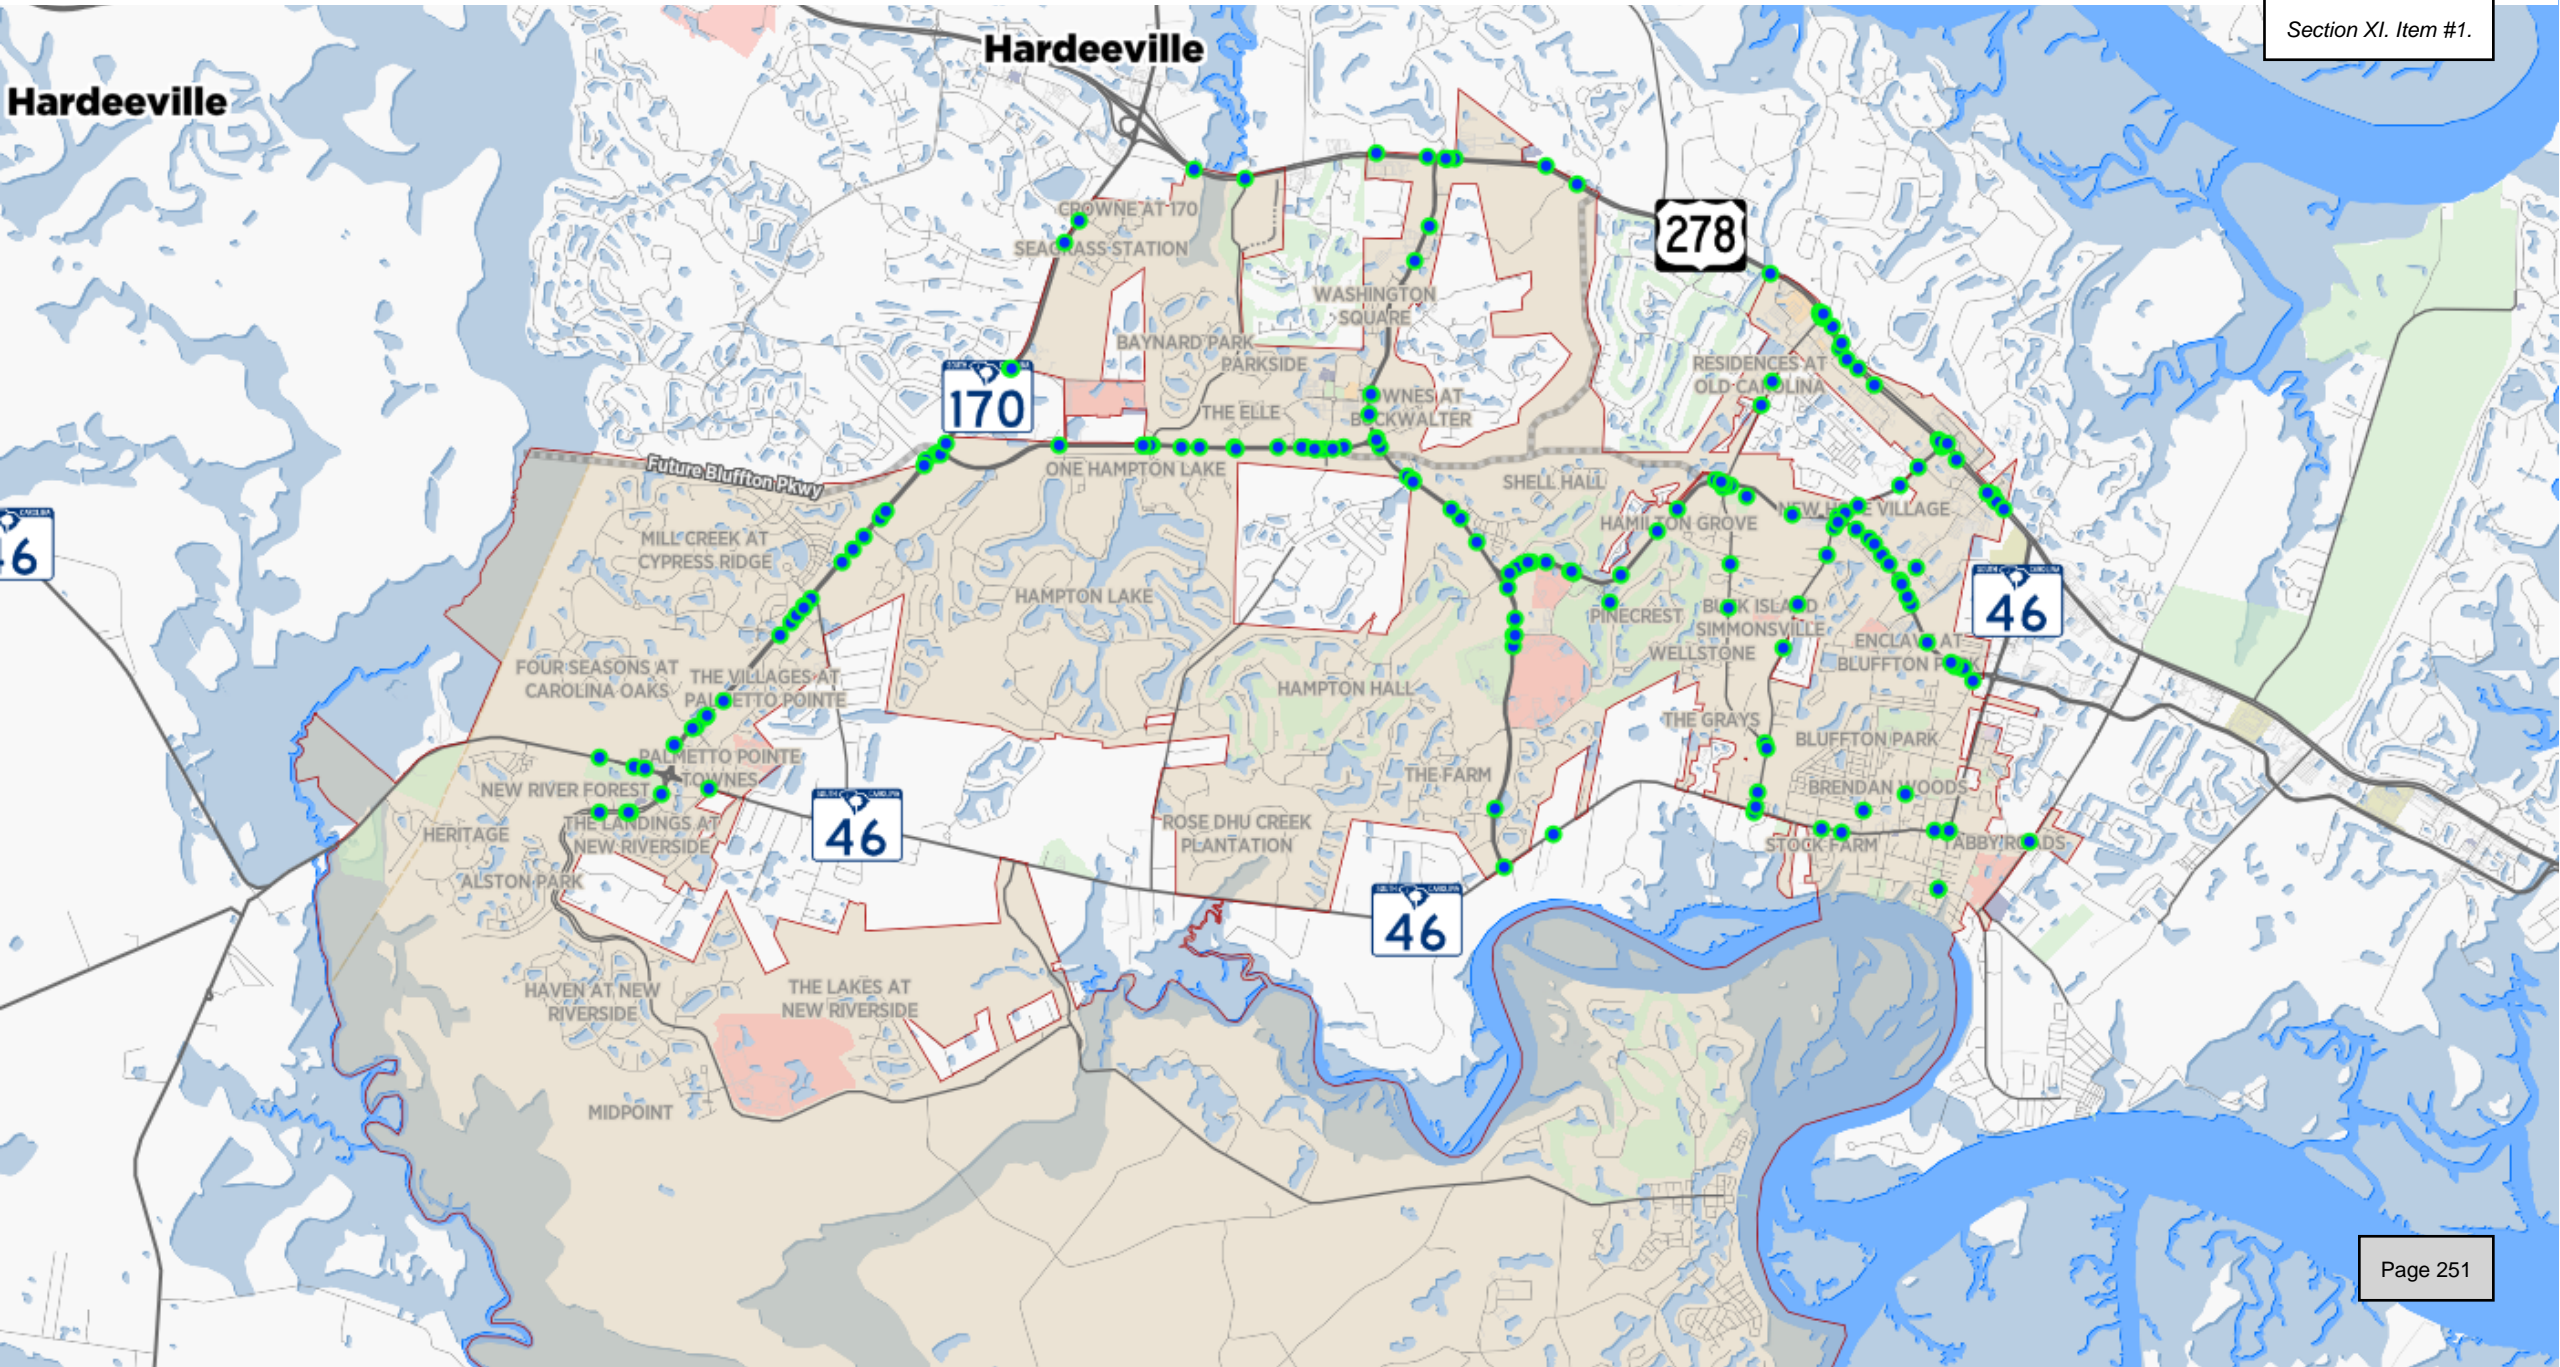 Section XI. Item #1.
Hardeeville
Hardeeville
CROWNE AT 170
SEAGRASS STATION
278
WASHINGTON
SQUARE
BAYNARD PARK
PARKSIDE
RESIDENCES AT
OLD CAROLINA
170
THE ELLE
WNES AT
BUCKWALTER
Future Bluffton Pkwy
ONE HAMPTON LAKE
SHELL HALL
NEW HOPE VILLAGE
HAMILTON GROVE
MILL CREEK AT
CYPRESS RIDGE
46
HAMPTON LAKE
PINECREST
BUCK ISLAND
SIMMONSVILLE
46
WELLSTONE
ENCLAVE AT
BLUFFTON PARK
FOUR SEASONS AT
CAROLINA OAKS
THE VILLAGES AT
PALMETTO POINTE
HAMPTON HALL
THE GRAYS
BLUFFTON PARK
PALMETTO POINTE
TOWNES
THE FARM
NEW RIVER FOREST
BRENDAN WOODS
HERITAGE
THE LANDINGS AT
NEW RIVERSIDE
46
ROSE DHU CREEK
PLANTATION
STOCK FARM
TABBY ROADS
ALSTON PARK
46
HAVEN AT NEW
RIVERSIDE
THE LAKES AT
NEW RIVERSIDE
MIDPOINT
Page 251